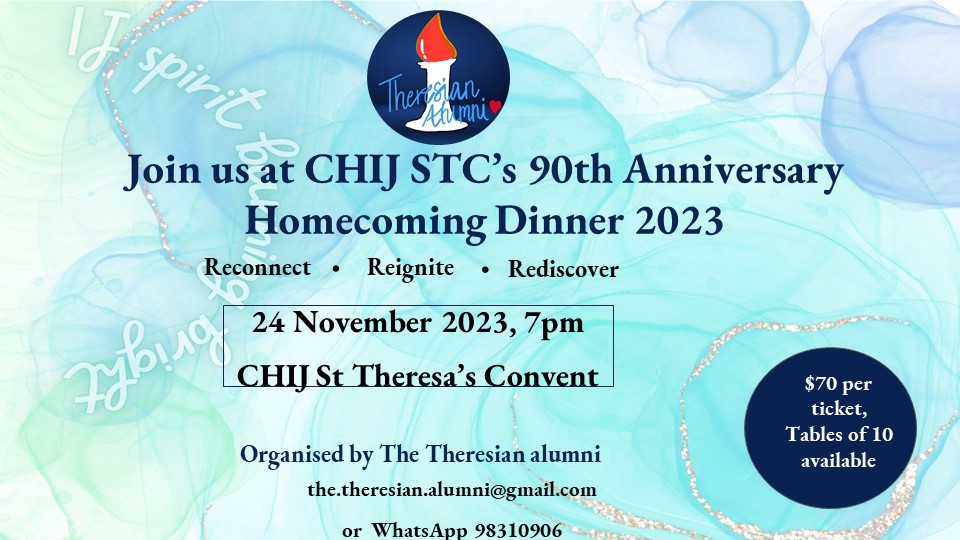 IJ spirit burning bright
Theresian
Alumni
Join us at CHIJ STC’s 90th Anniversary
Homecoming Dinner 2023
Reconnect • Reignite • Rediscover
24 November 2023, 7pm
CHIJ St Theresa’s Convent
$70 per
ticket,
Tables of 10
available
Organised by The Theresian alumni
the.theresian.alumni@gmail.com
or WhatsApp 98310906